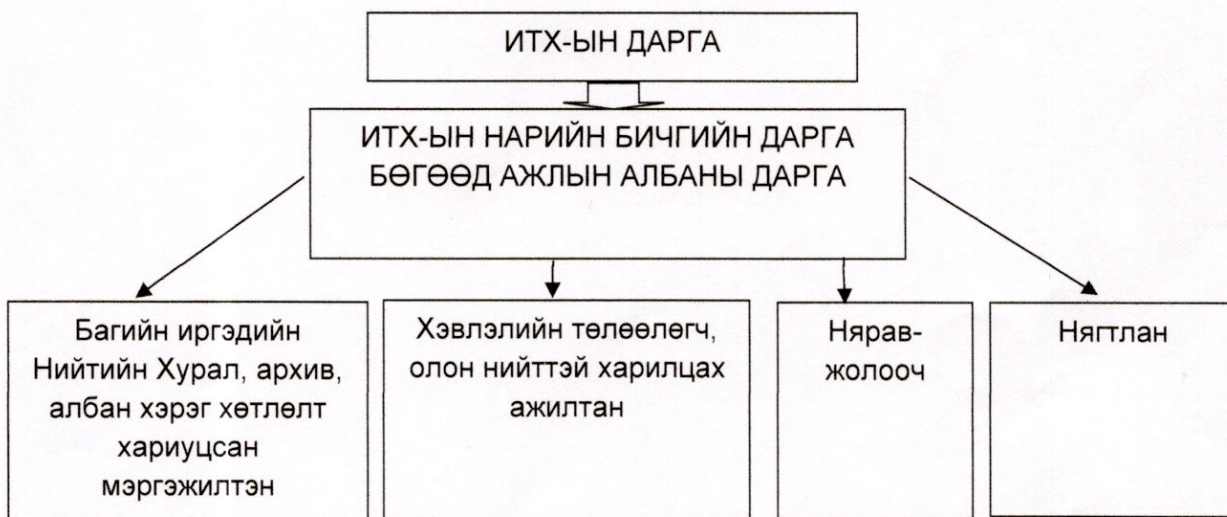 ИТХ-ЫН ДАРГА
ИТХ-ЫН НАРИЙН БИЧГИЙН ДАРГА
БӨГӨӨД АЖЛЫН АЛБАНЫ ДАРГА
Багийн иргэдийн
Нийтийн Хурал, архив,
албан хэрэг хөтлөлт
хариуцсан
мэргэжилтэн
Хэвлэлийн төлөөлөгч,
олон нийттэй харилцах
ажилтан
Нярав-
жолооч
Нягтлан